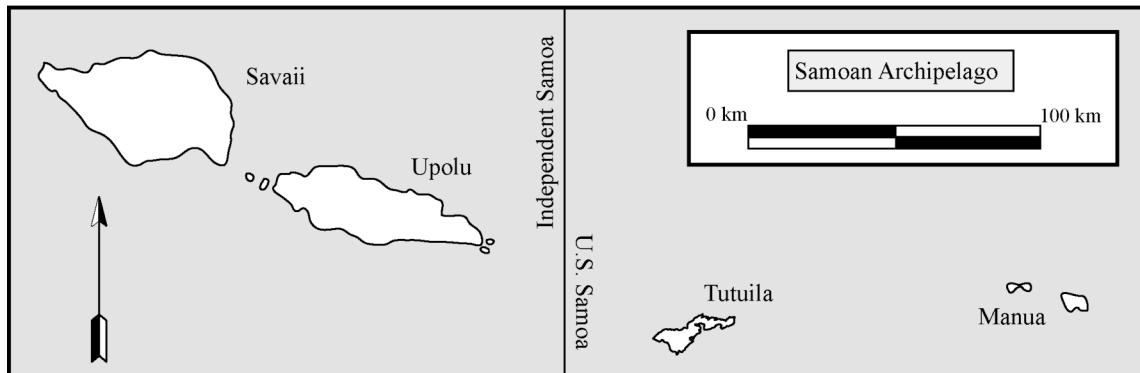 Savaii
Upolu
Independent Samoa
U.S. Samoa
Samoan Archipelago
0 km
100 km
Tutuila
Manua